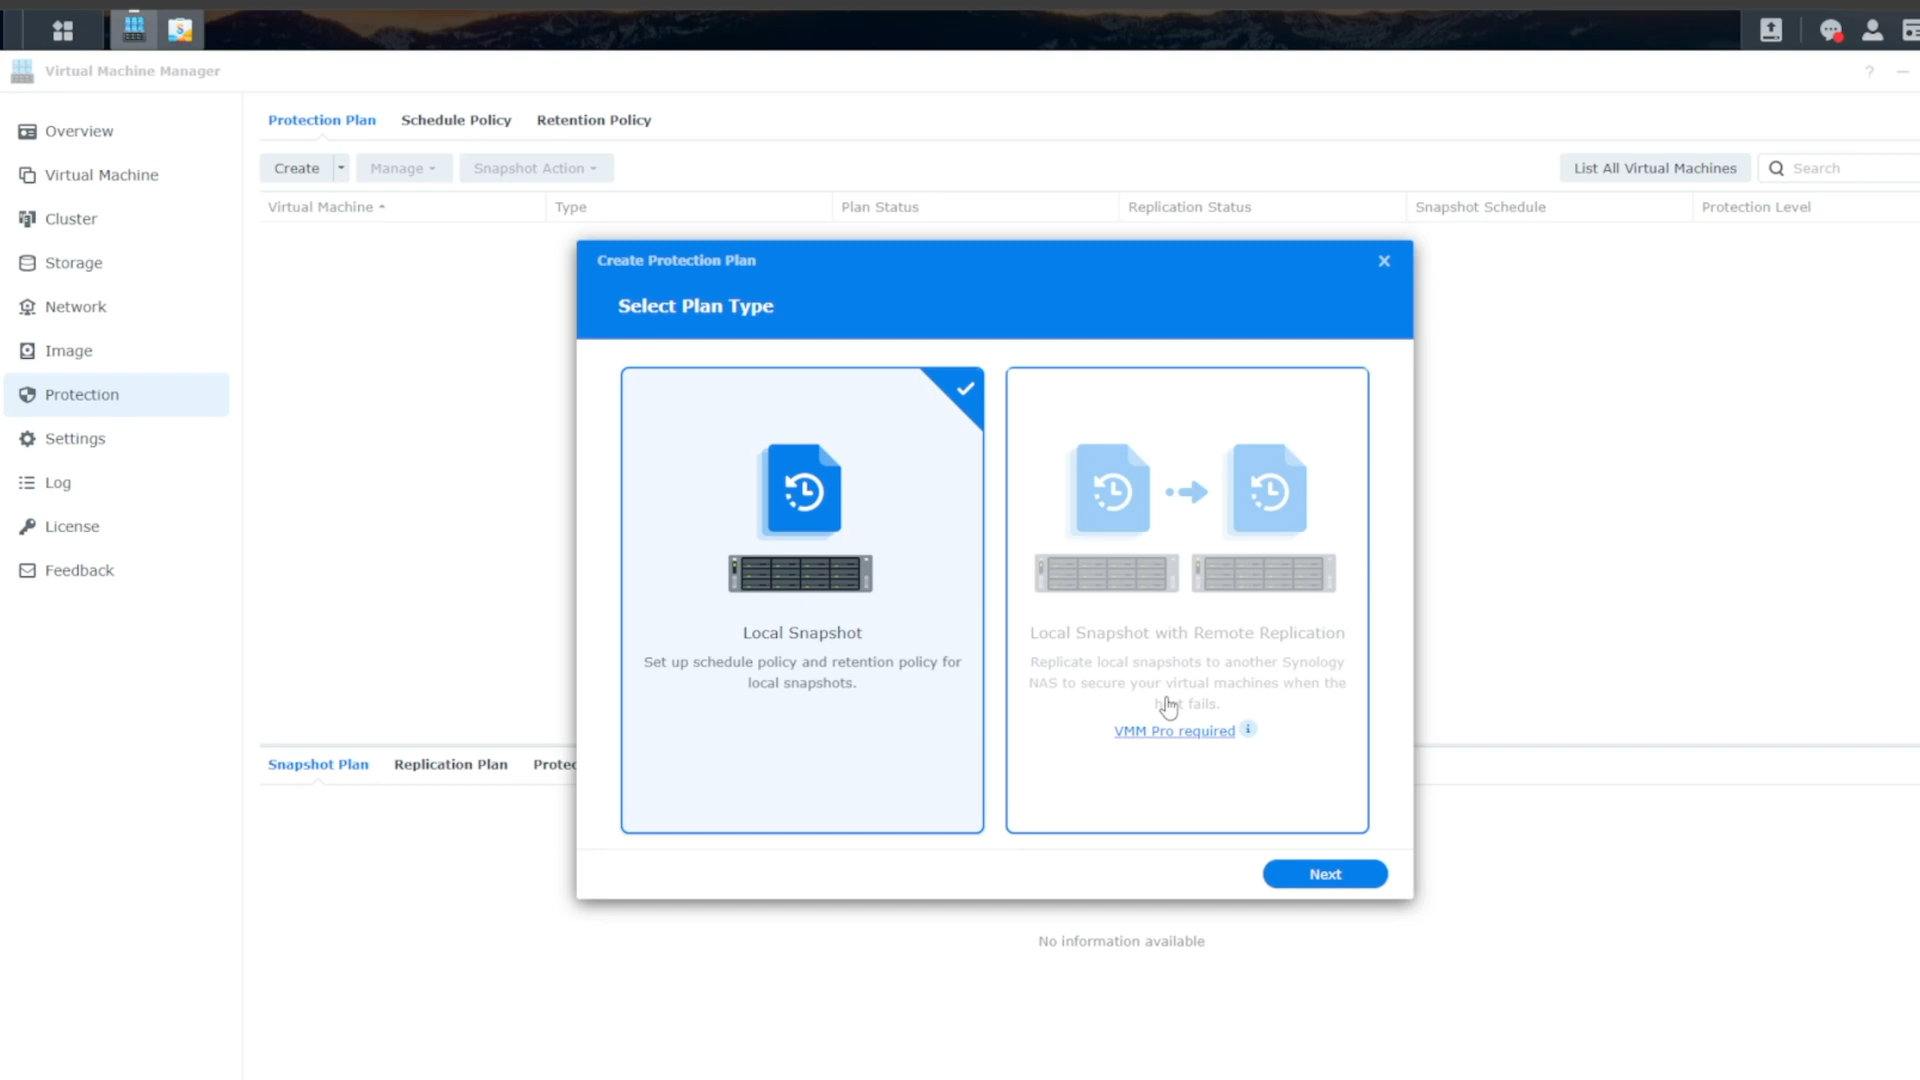 Virtual Machine Manager
?
Overview
Virtual Machine
Cluster
Storage
Network
Image
Protection
Settings
Log
License
Feedback
Protection Plan Schedule Policy Retention Policy
Create Manage Snapshot Action List All Virtual Machines Search
Virtual Machine Type Plan Status Replication Status Snapshot Schedule Protection Level
Create Protection Plan
Select Plan Type
Local Snapshot
Set up schedule policy and retention policy for
local snapshots.
Local Snapshot with Remote Replication
Replicate local snapshots to another Synology
NAS to secure your virtual machines when the
fails.
VMM Pro required i
Next
Snapshot Plan Replication Plan Protec
No information available